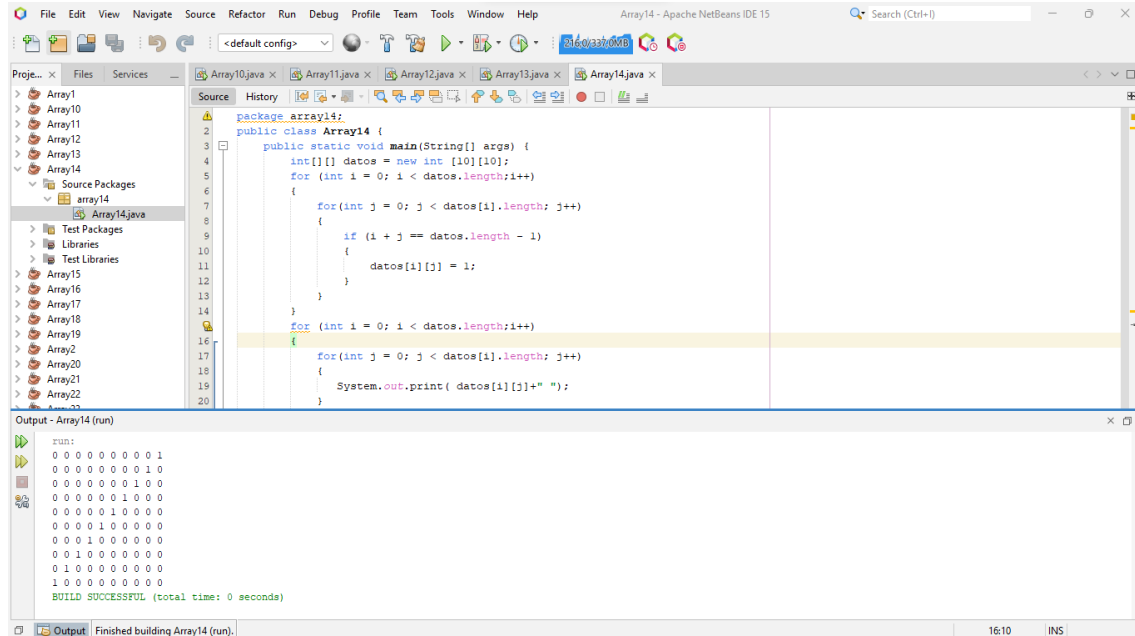 File Edit View Navigate Source Refactor Run Debug Profile Team Tools Window Help Array14 - Apache NetBeans IDE 15 Search (Ctrl+I)
<default config> 216,0/337,0MB
Proje... Files Services Array10.java Array11.java Array12.java Array13.java Array14.java
Source History
Array1
Array10
Array11
Array12
Array13
Array14
Source Packages
array14
Array14.java
Test Packages
Libraries
Test Libraries
Array15
Array16
Array17
Array18
Array19
Array2
Array20
Array21
Array22
package array14;
2 public class Array14 {
3 public static void main(String[] args) {
4 int[][] datos = new int [10][10];
5 for (int i = 0; i < datos.length;i++)
6 {
7 for(int j = 0; j < datos[i].length; j++)
8 {
9 if (i + j == datos.length - 1)
10 {
11 datos[i][j] = 1;
12 }
13 }
14 }
for (int i = 0; i < datos.length;i++)
16 {
17 for(int j = 0; j < datos[i].length; j++)
18 {
19 System.out.print( datos[i][j]+" ");
20 }
Output - Array14 (run)
run:
0 0 0 0 0 0 0 0 0 1
0 0 0 0 0 0 0 0 1 0
0 0 0 0 0 0 0 1 0 0
0 0 0 0 0 0 1 0 0 0
0 0 0 0 0 1 0 0 0 0
0 0 0 0 1 0 0 0 0 0
0 0 0 1 0 0 0 0 0 0
0 0 1 0 0 0 0 0 0 0
0 1 0 0 0 0 0 0 0 0
1 0 0 0 0 0 0 0 0 0
BUILD SUCCESSFUL (total time: 0 seconds)
Output Finished building Array14 (run). 16:10 INS